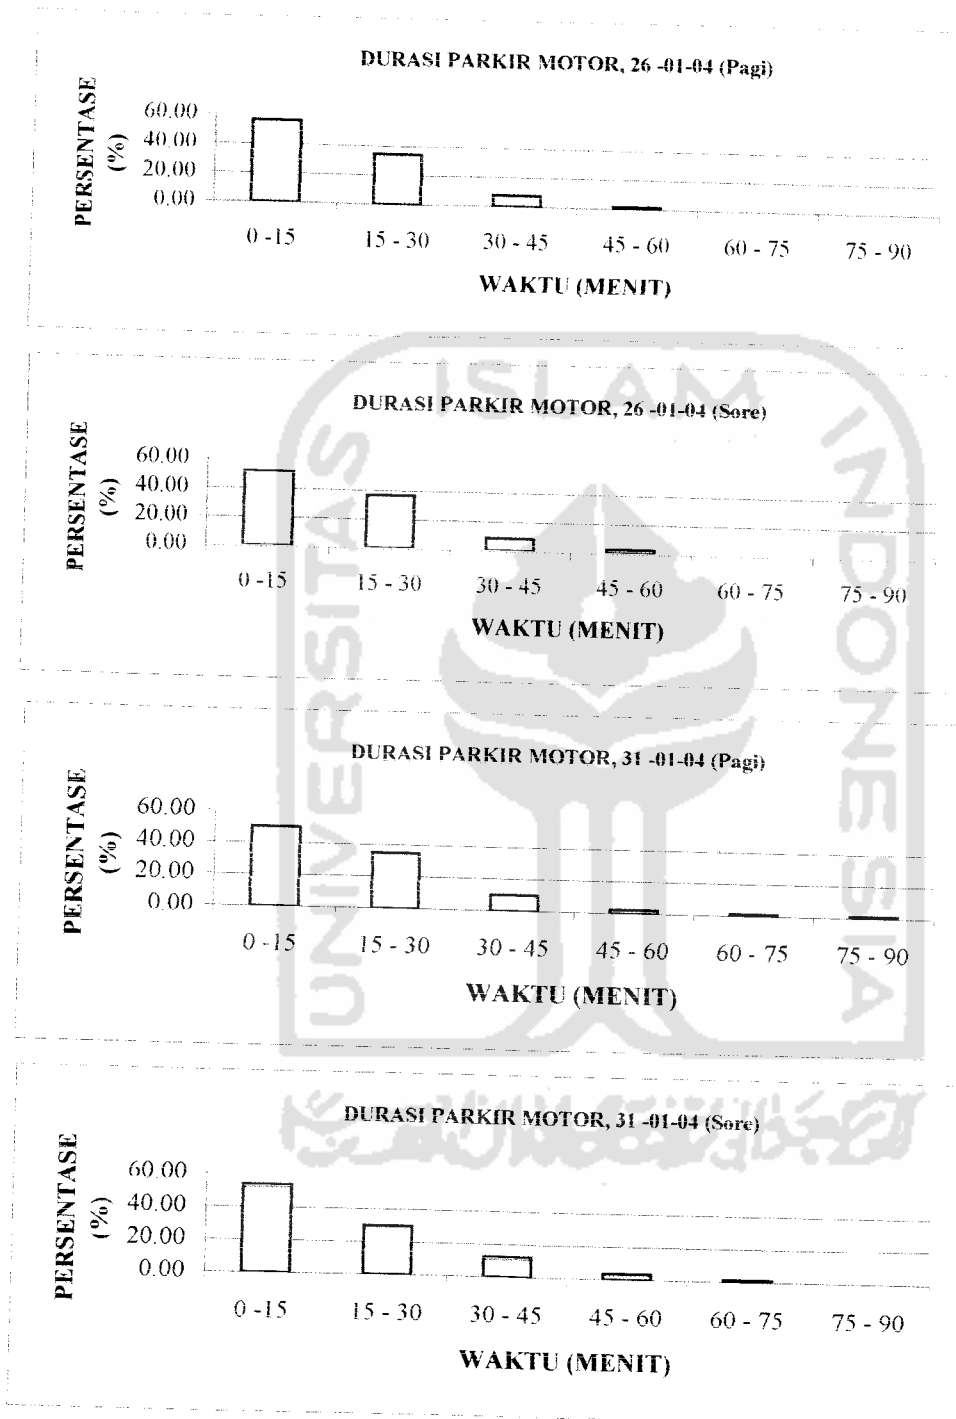 DURASI PARKIR MOTOR, 26 -01-04 (Pagi)
PERSENTASE
(%)
60.00
40.00
20.00
0.00
0 -15 15 - 30 30 - 45 45 - 60 60 - 75 75 - 90
WAKTU (MENIT)
DURASI PARKIR MOTOR, 26 -01-04 (Sore)
PERSENTASE
(%)
60.00
40.00
20.00
0.00
0 -15 15 - 30 30 - 45 45 - 60 60 - 75 75 - 90
WAKTU (MENIT)
DURASI PARKIR MOTOR, 31 -01-04 (Pagi)
PERSENTASE
(%)
60.00
40.00
20.00
0.00
0 -15 15 - 30 30 - 45 45 - 60 60 - 75 75 - 90
WAKTU (MENIT)
DURASI PARKIR MOTOR, 31 -01-04 (Sore)
PERSENTASE
(%)
60.00
40.00
20.00
0.00
0 -15 15 - 30 30 - 45 45 - 60 60 - 75 75 - 90
WAKTU (MENIT)
UNIVERSITAS
ISLAM
INDONESIA